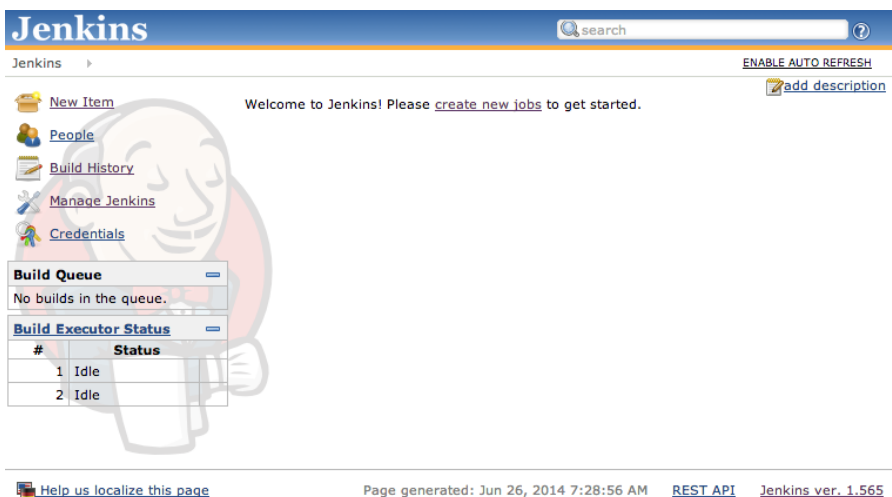 Jenkins
search
Jenkins
ENABLE AUTO REFRESH
add description
New Item
Welcome to Jenkins! Please create new jobs to get started.
People
Build History
Manage Jenkins
Credentials
Build Queue
No builds in the queue.
Build Executor Status
# Status
1 Idle
2 Idle
Help us localize this page
Page generated: Jun 26, 2014 7:28:56 AM
REST API
Jenkins ver. 1.565